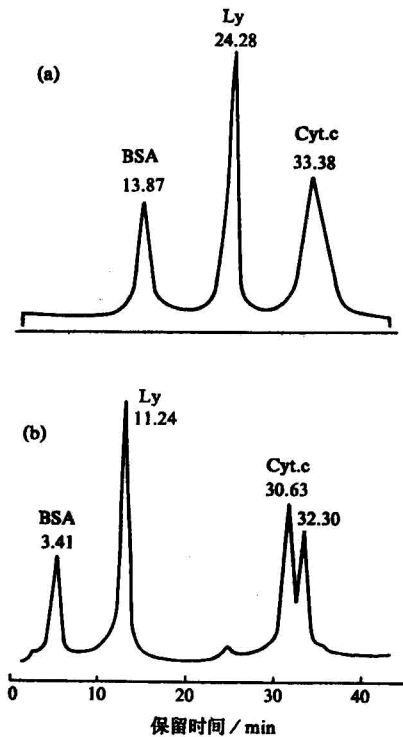 (a)
BSA
13.87
Ly
24.28
Cyt.c
33.38
(b)
BSA
3.41
Ly
11.24
Cyt.c
30.63
32.30
0 10 20 30 40
保留时间 / min